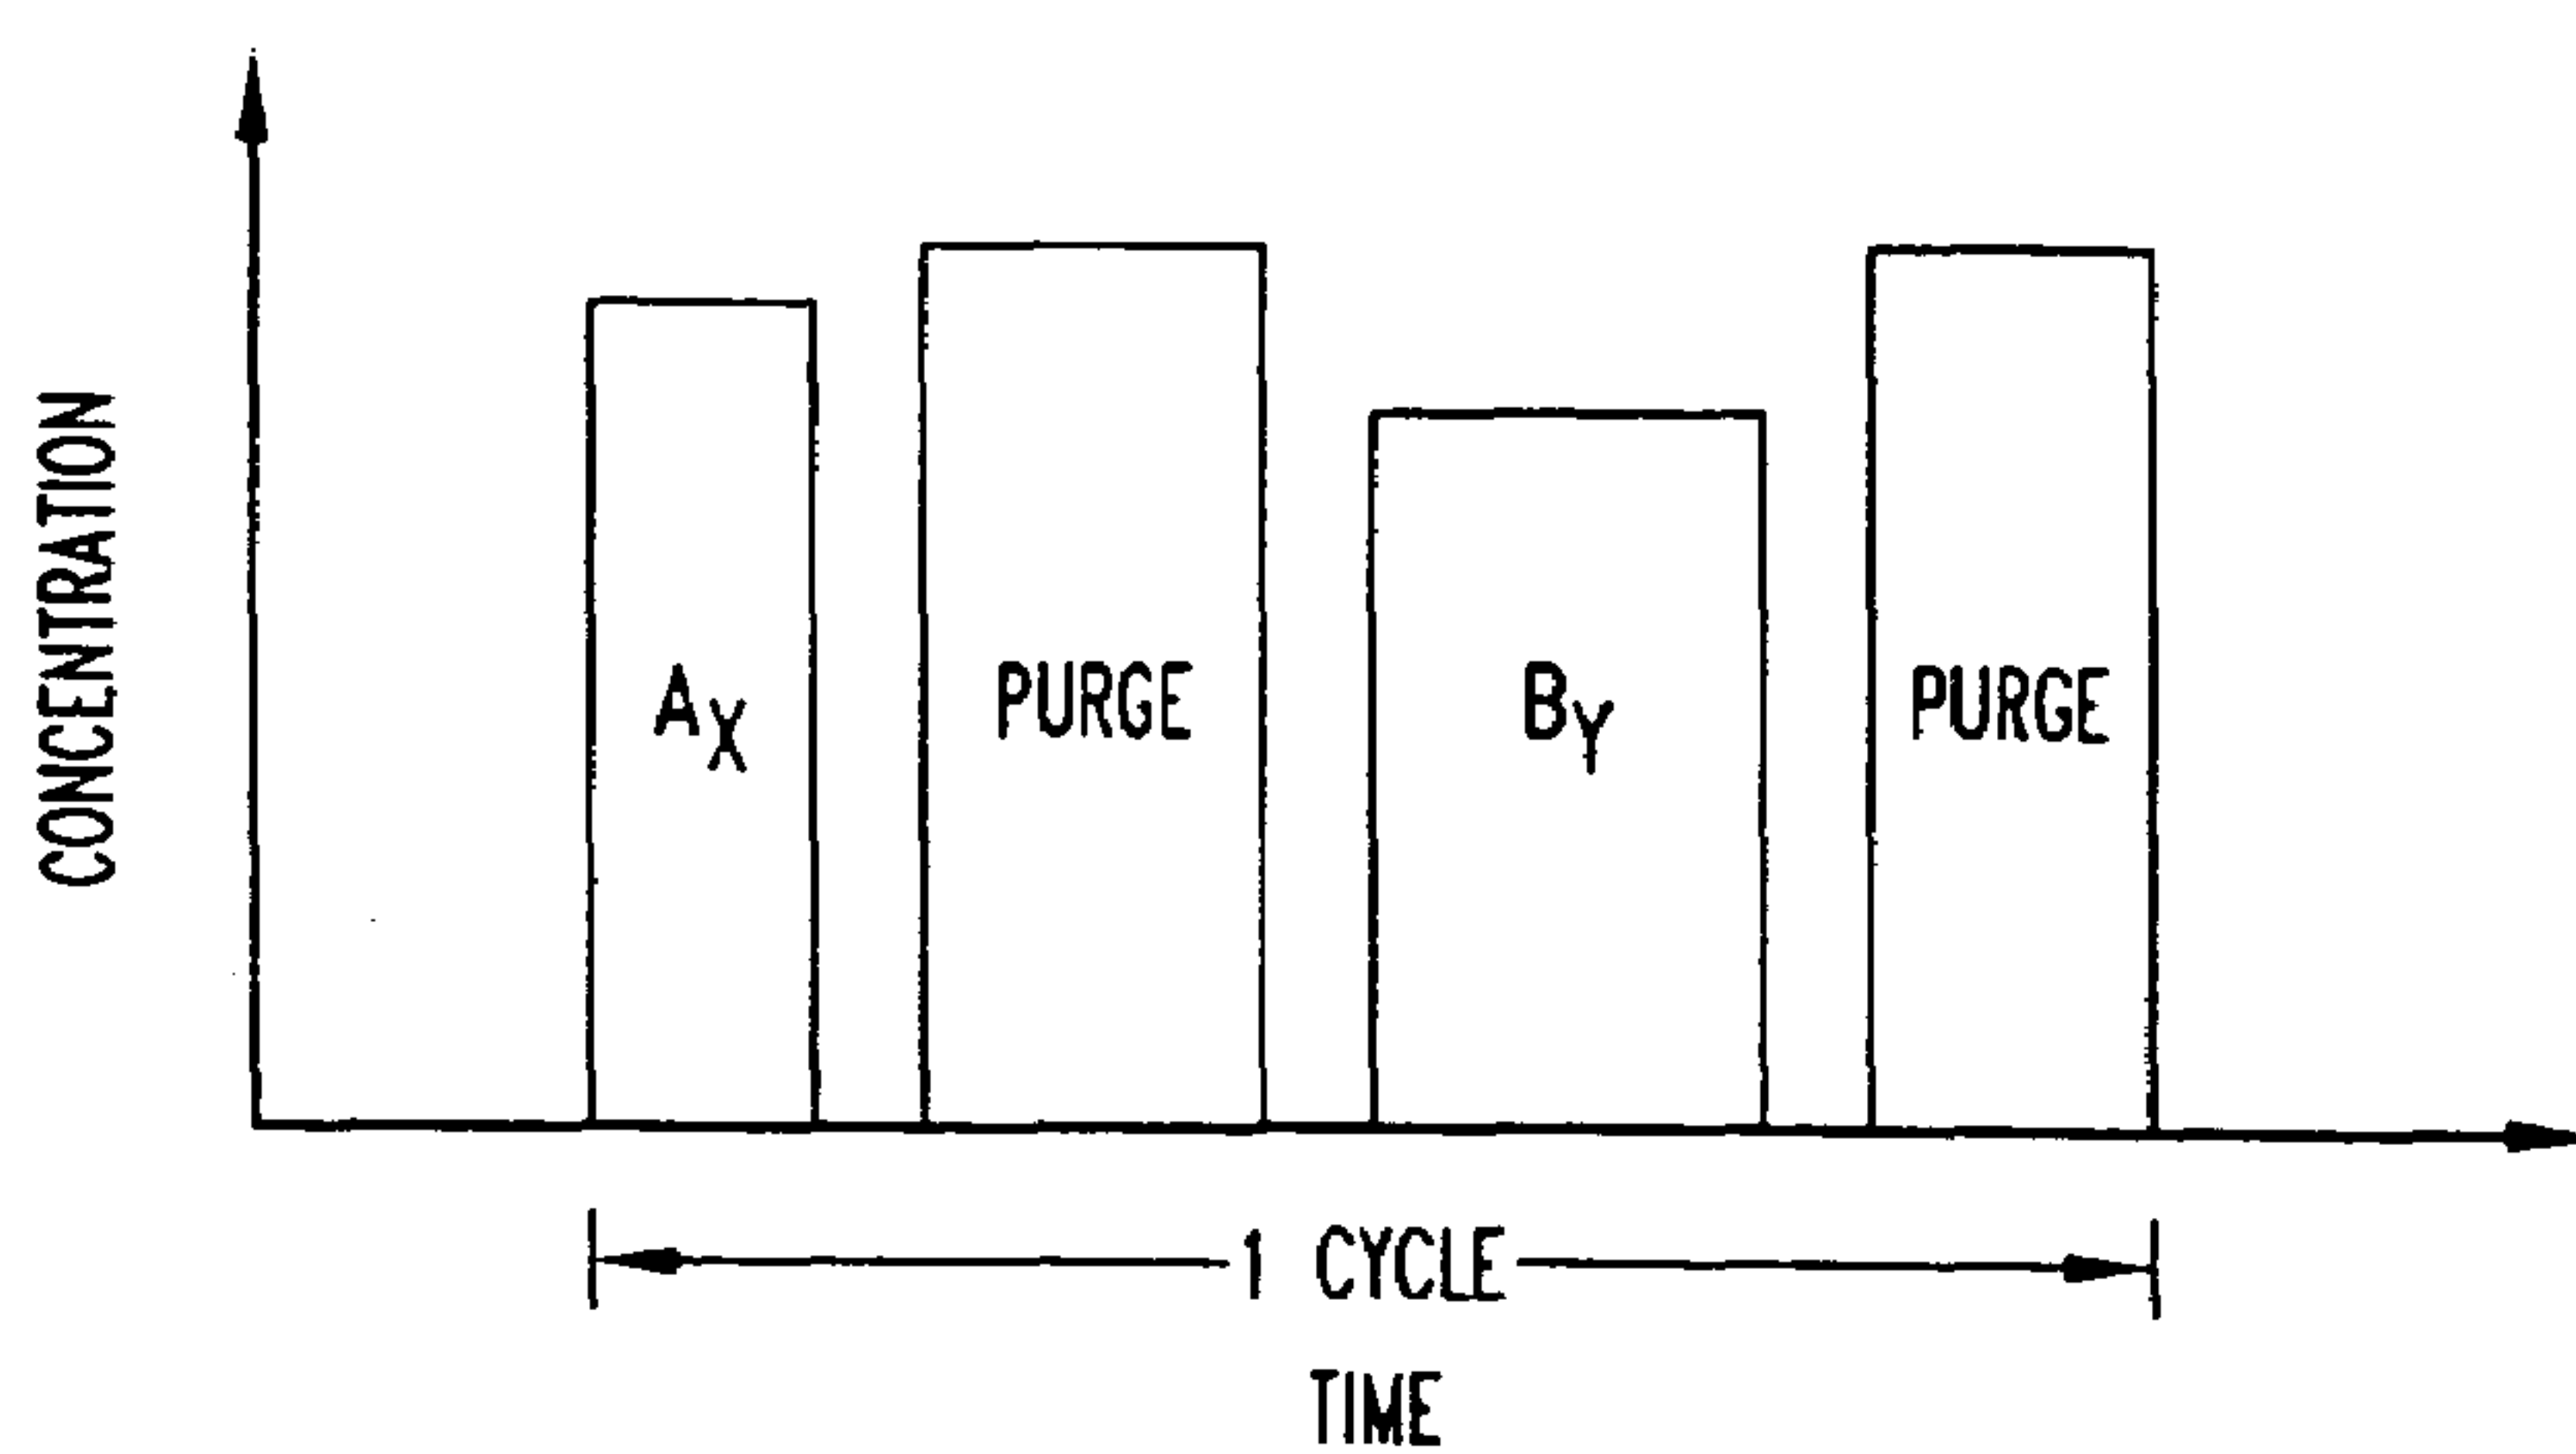 CONCENTRATION
A_X
PURGE
B_Y
PURGE
1 CYCLE
TIME